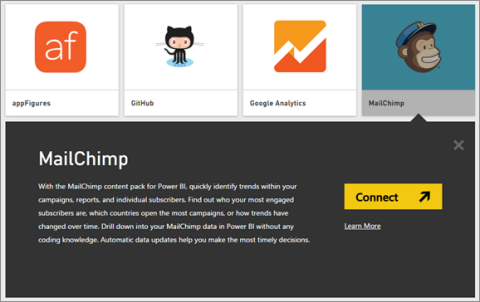 af
appFigures
GitHub
Google Analytics
MailChimp
MailChimp
With the MailChimp content pack for Power BI, quickly identify trends within your
campaigns, reports, and individual subscribers. Find out who your most engaged
subscribers are, which countries open the most campaigns, or how trends have
changed over time. Drill down into your MailChimp data in Power BI without any
coding knowledge. Automatic data updates help you make the most timely decisions.
Connect
Learn More